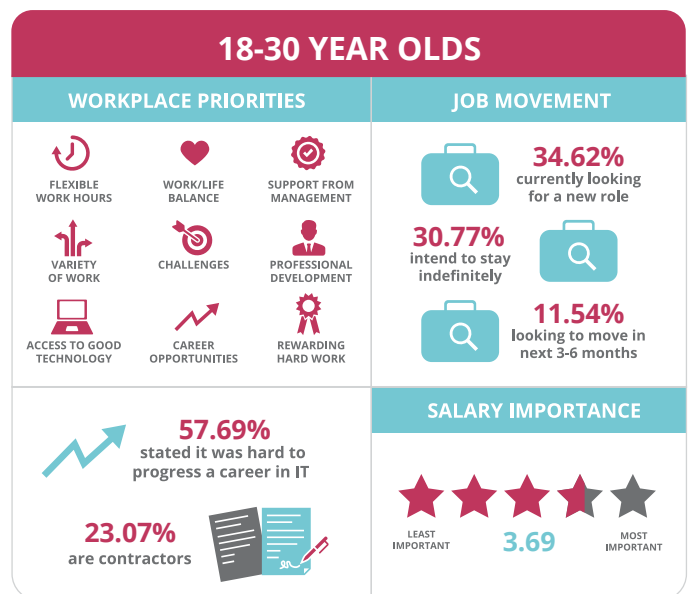 18-30 YEAR OLDS
WORKPLACE PRIORITIES
FLEXIBLE
WORK HOURS
WORK/LIFE
BALANCE
SUPPORT FROM
MANAGEMENT
VARIETY
OF WORK
CHALLENGES
PROFESSIONAL
DEVELOPMENT
ACCESS TO GOOD
TECHNOLOGY
CAREER
OPPORTUNITIES
REWARDING
HARD WORK
JOB MOVEMENT
34.62%
currently looking
for a new role
30.77%
intend to stay
indefinitely
11.54%
looking to move in
next 3-6 months
57.69%
stated it was hard to
progress a career in IT
23.07%
are contractors
SALARY IMPORTANCE
LEAST
IMPORTANT
3.69
MOST
IMPORTANT